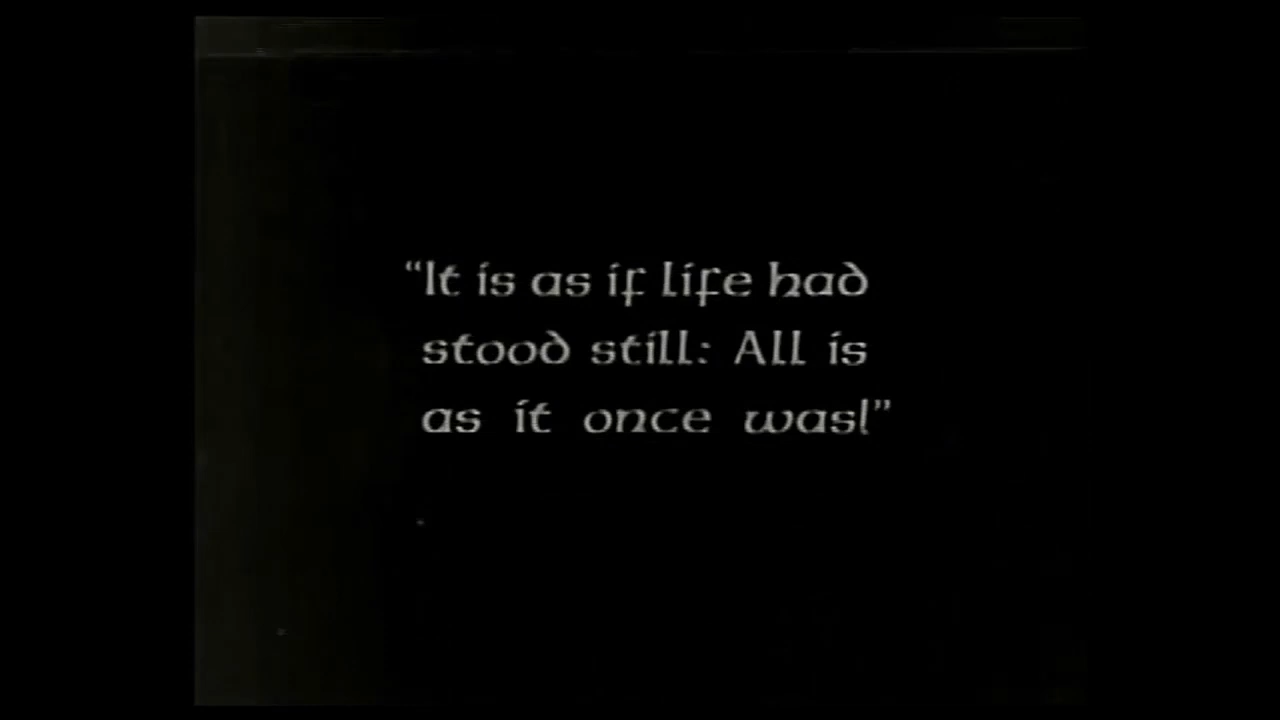 “It is as if life had
stood still: All is
as it once was!”